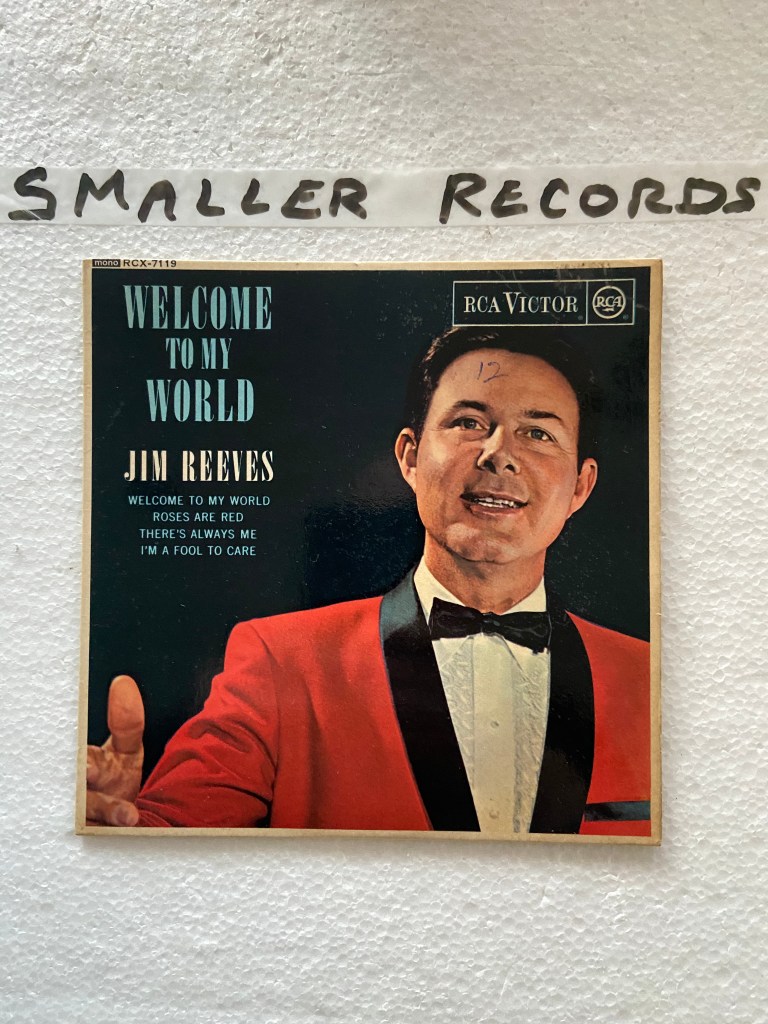 SMALLER RECORDS
mono RCX-7119
WELCOME
TO MY
WORLD
RCA VICTOR RCA
12
JIM REEVES
WELCOME TO MY WORLD
ROSES ARE RED
THERE'S ALWAYS ME
I'M A FOOL TO CARE